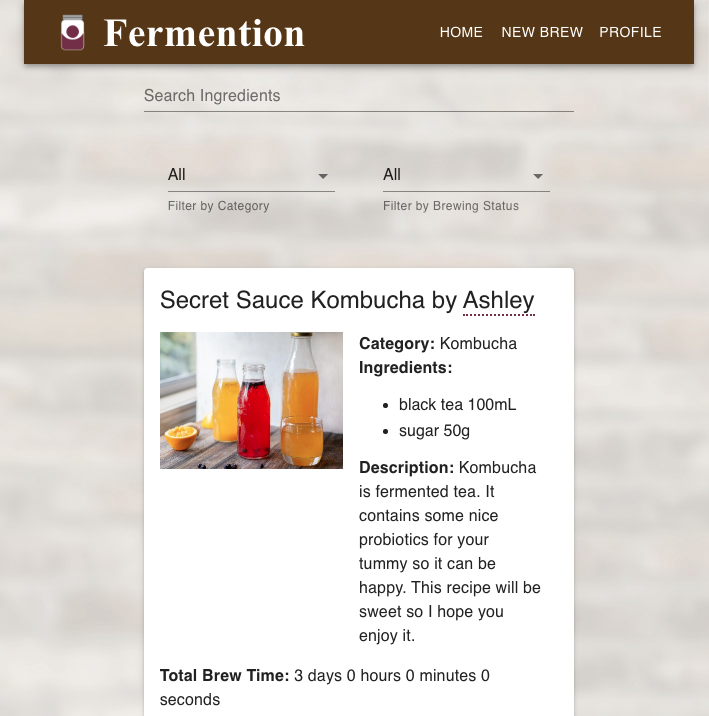 Fermention
HOME NEW BREW PROFILE
Search Ingredients
All All
Filter by Category Filter by Brewing Status
Secret Sauce Kombucha by Ashley
Category: Kombucha
Ingredients:
• black tea 100mL
• sugar 50g
Description: Kombucha
is fermented tea. It
contains some nice
probiotics for your
tummy so it can be
happy. This recipe will be
sweet so I hope you
enjoy it.
Total Brew Time: 3 days 0 hours 0 minutes 0
seconds